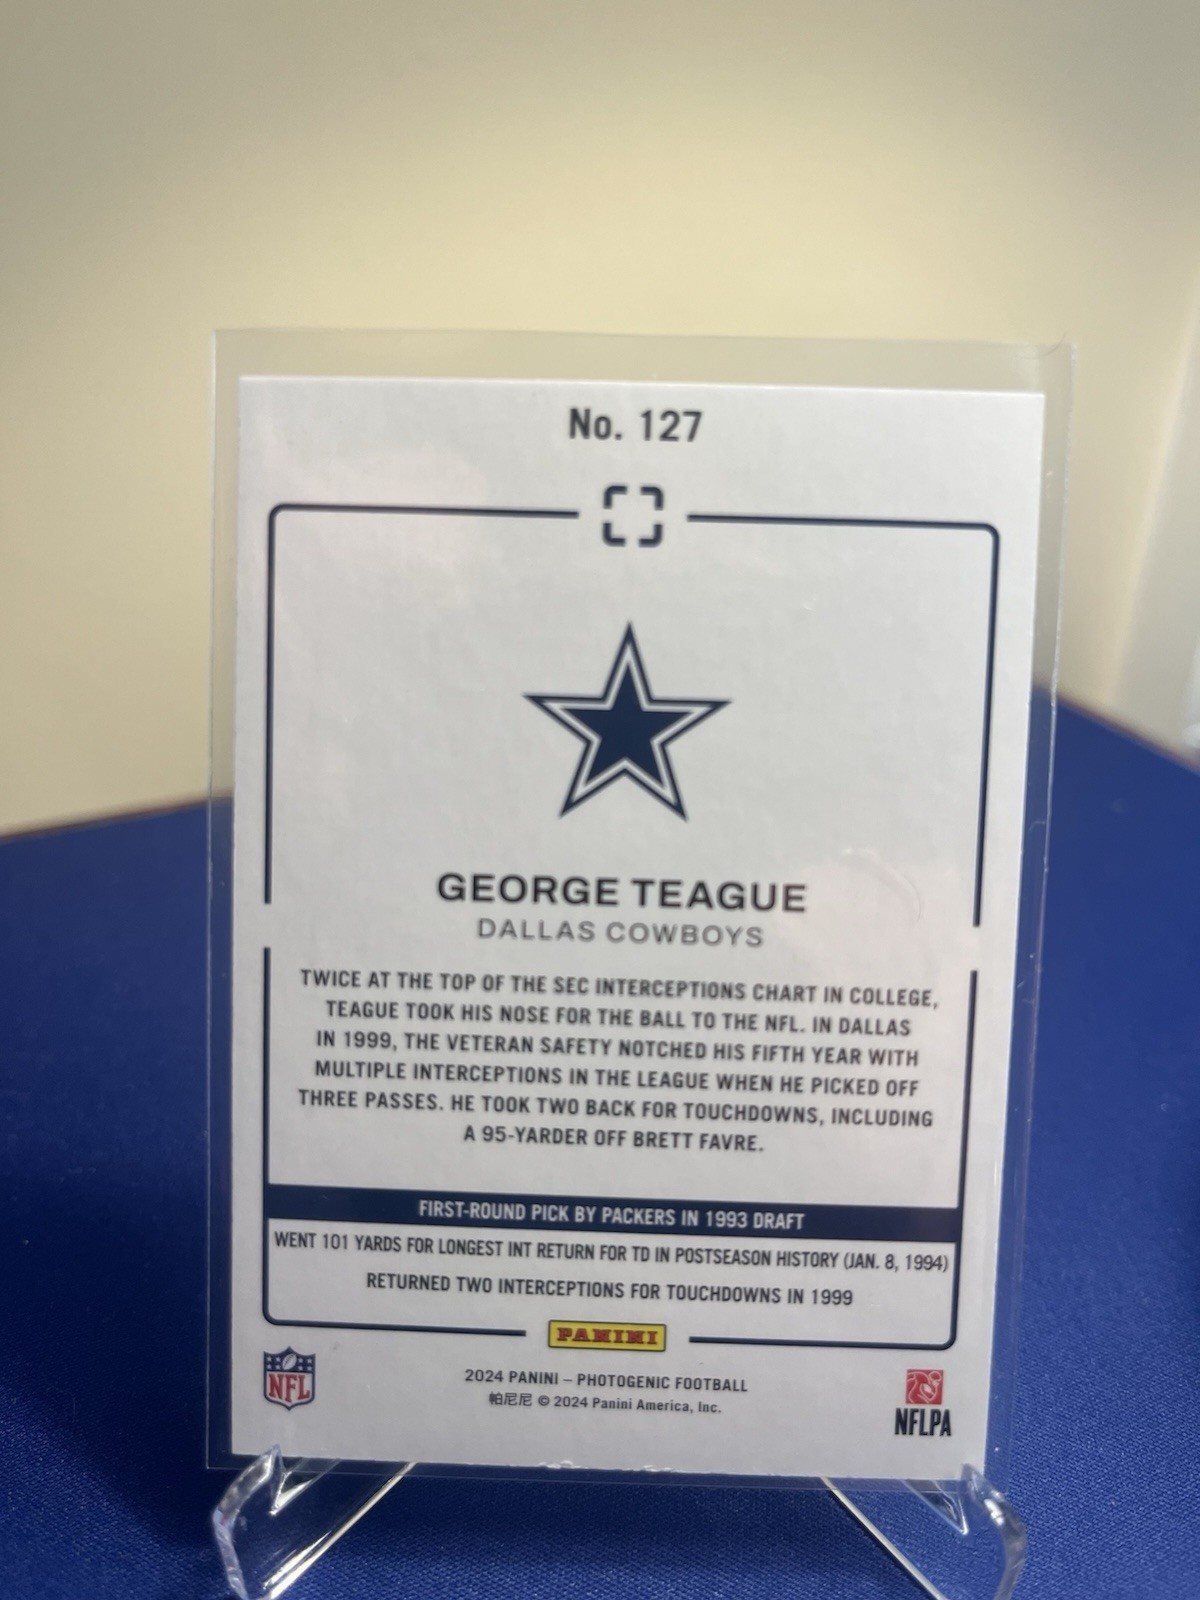 No. 127
GEORGE TEAGUE
DALLAS COWBOYS
TWICE AT THE TOP OF THE SEC INTERCEPTIONS CHART IN COLLEGE,
TEAGUE TOOK HIS NOSE FOR THE BALL TO THE NFL. IN DALLAS
IN 1999, THE VETERAN SAFETY NOTCHED HIS FIFTH YEAR WITH
MULTIPLE INTERCEPTIONS IN THE LEAGUE WHEN HE PICKED OFF
THREE PASSES. HE TOOK TWO BACK FOR TOUCHDOWNS, INCLUDING
A 95-YARDER OFF BRETT FAVRE.
FIRST-ROUND PICK BY PACKERS IN 1993 DRAFT
WENT 101 YARDS FOR LONGEST INT RETURN FOR TD IN POSTSEASON HISTORY (JAN. 8, 1994)
RETURNED TWO INTERCEPTIONS FOR TOUCHDOWNS IN 1999
PANINI
NFL
2024 PANINI – PHOTOGENIC FOOTBALL
帕尼尼 © 2024 Panini America, Inc.
NFLPA